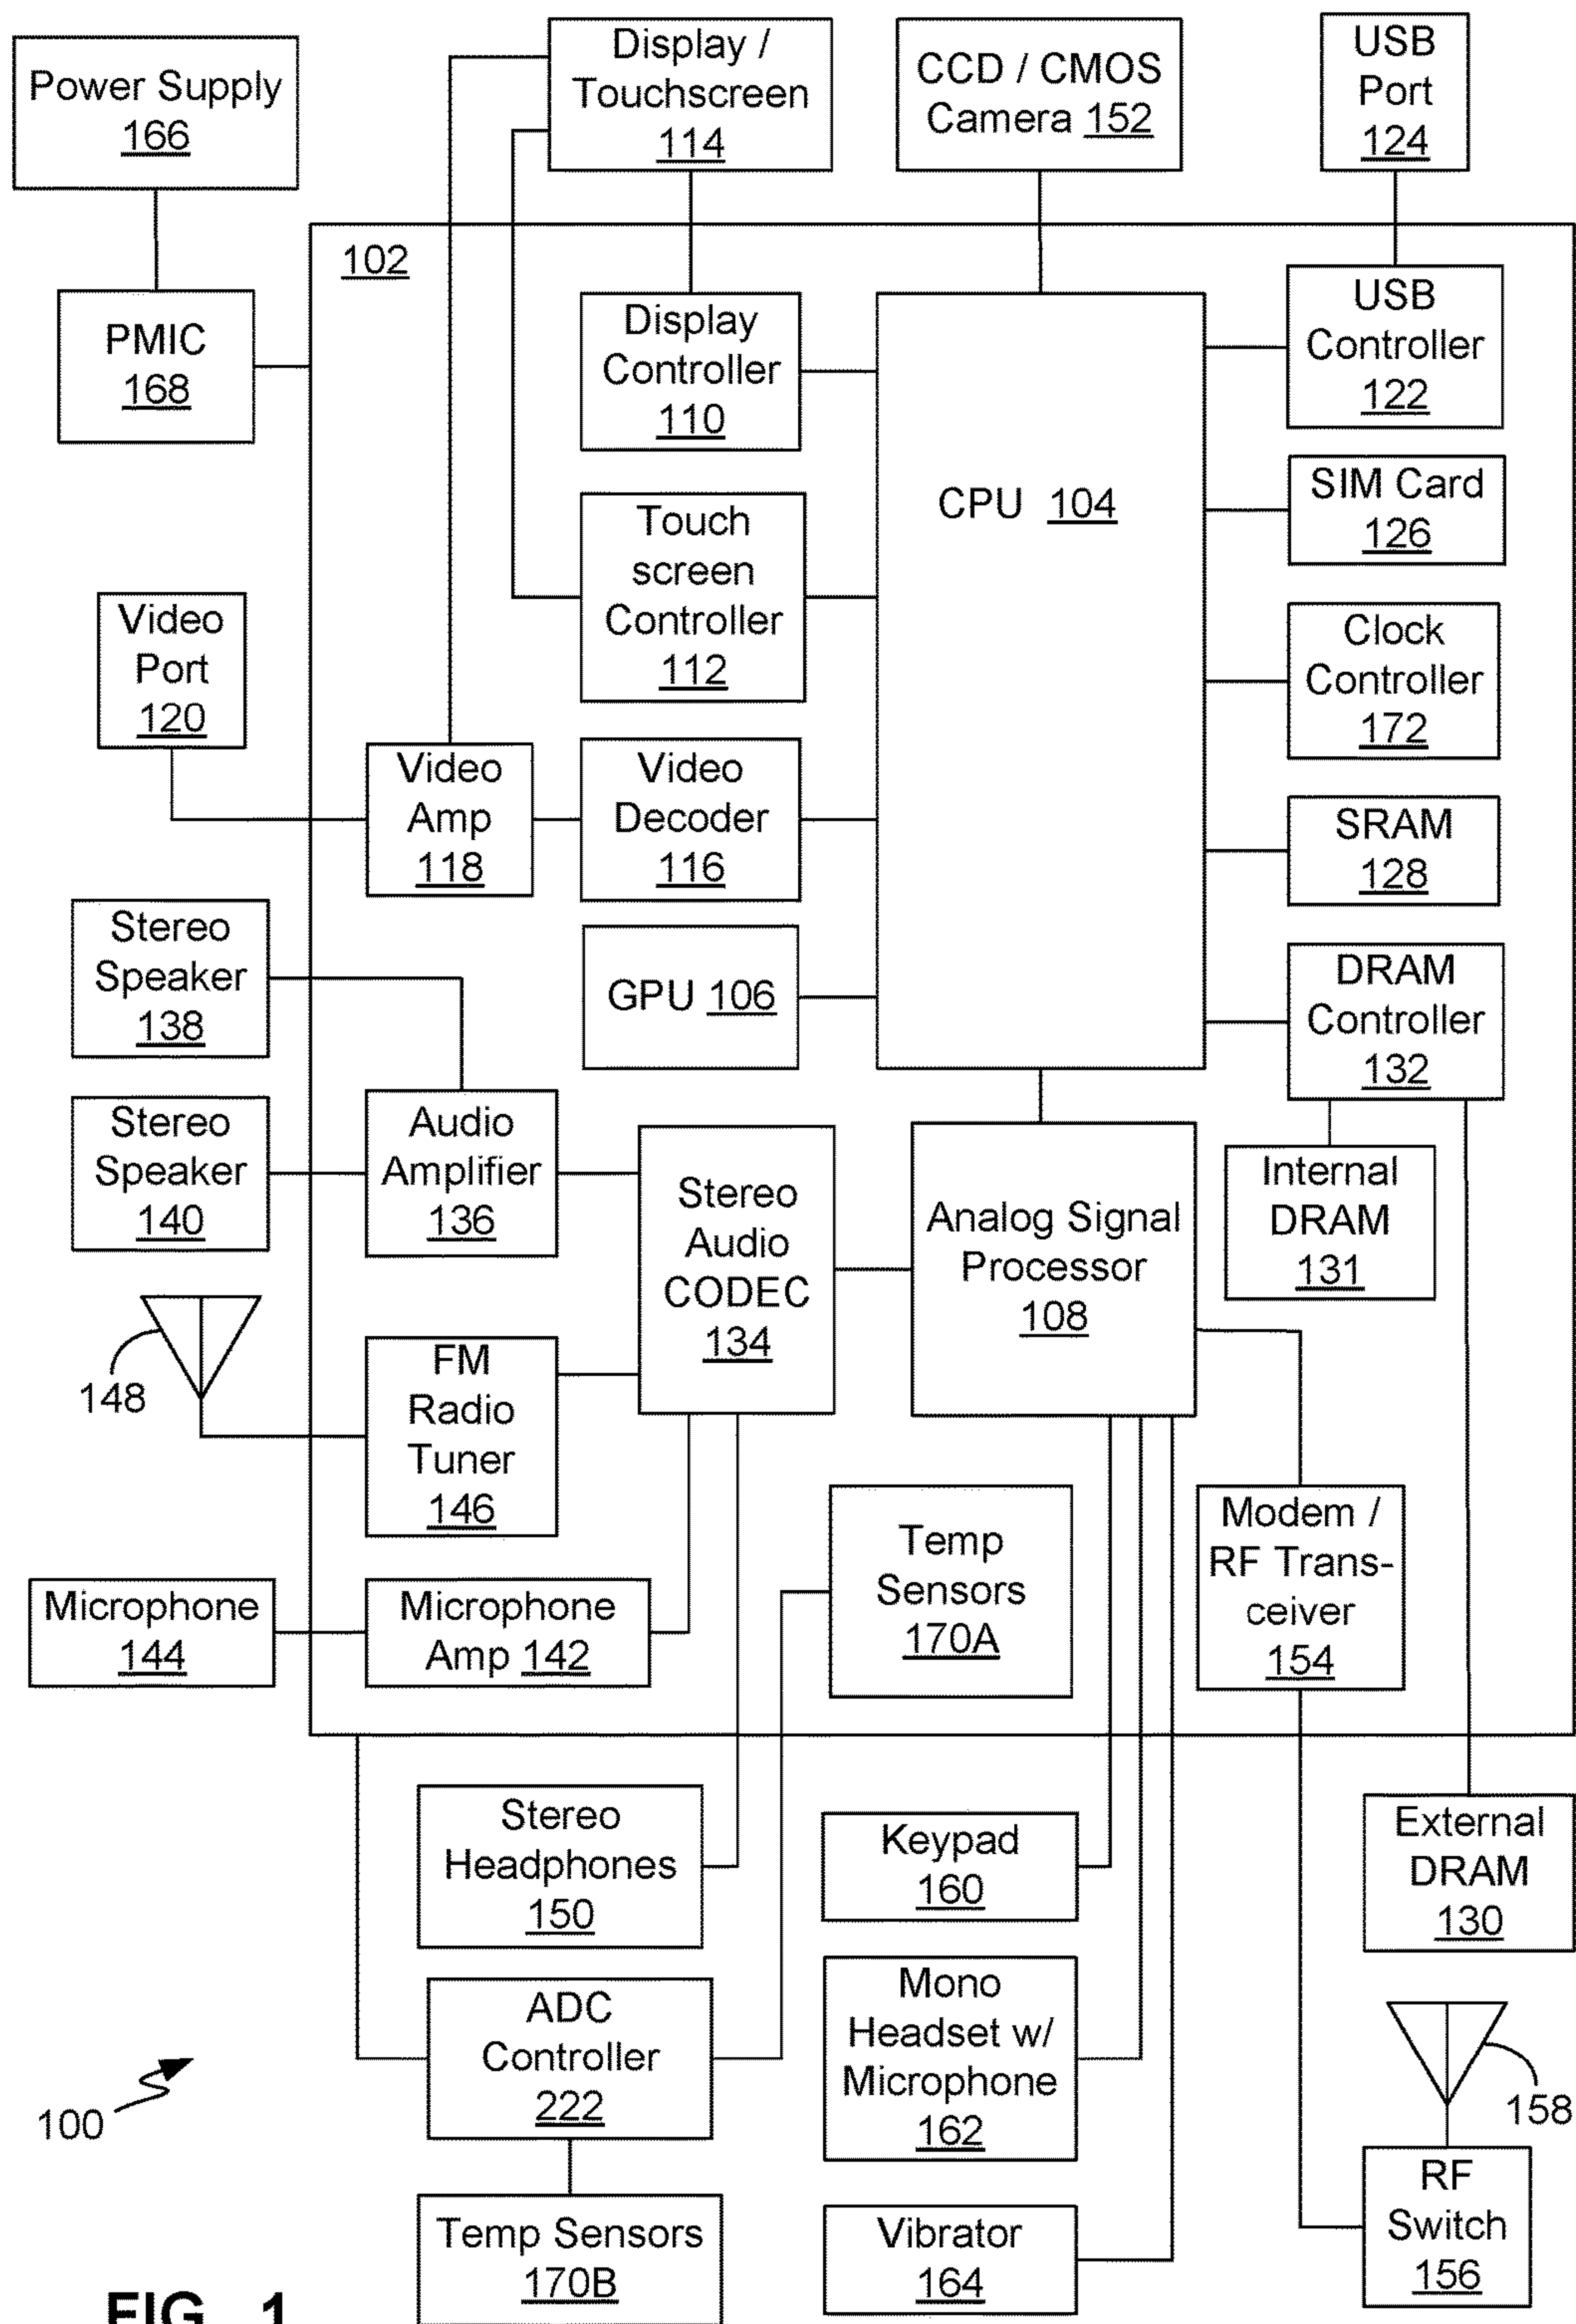 Display /
Touchscreen
114
CCD / CMOS
Camera 152
USB
Port
124
Power Supply
166
102
PMIC
168
Display
Controller
110
CPU 104
USB
Controller
122
SIM Card
126
Touch
screen
Controller
112
Clock
Controller
172
Video
Port
120
Video
Amp
118
Video
Decoder
116
SRAM
128
Stereo
Speaker
138
GPU 106
DRAM
Controller
132
Stereo
Speaker
140
Audio
Amplifier
136
Stereo
Audio
CODEC
134
Analog Signal
Processor
108
Internal
DRAM
131
148
FM
Radio
Tuner
146
Temp
Sensors
170A
Modem /
RF Trans-
ceiver
154
Microphone
144
Microphone
Amp 142
Stereo
Headphones
150
Keypad
160
External
DRAM
130
ADC
Controller
222
Mono
Headset w/
Microphone
162
158
100
Temp Sensors
170B
Vibrator
164
RF
Switch
156
FIG. 1